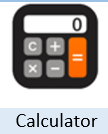 0
C +
× − =
Calculator